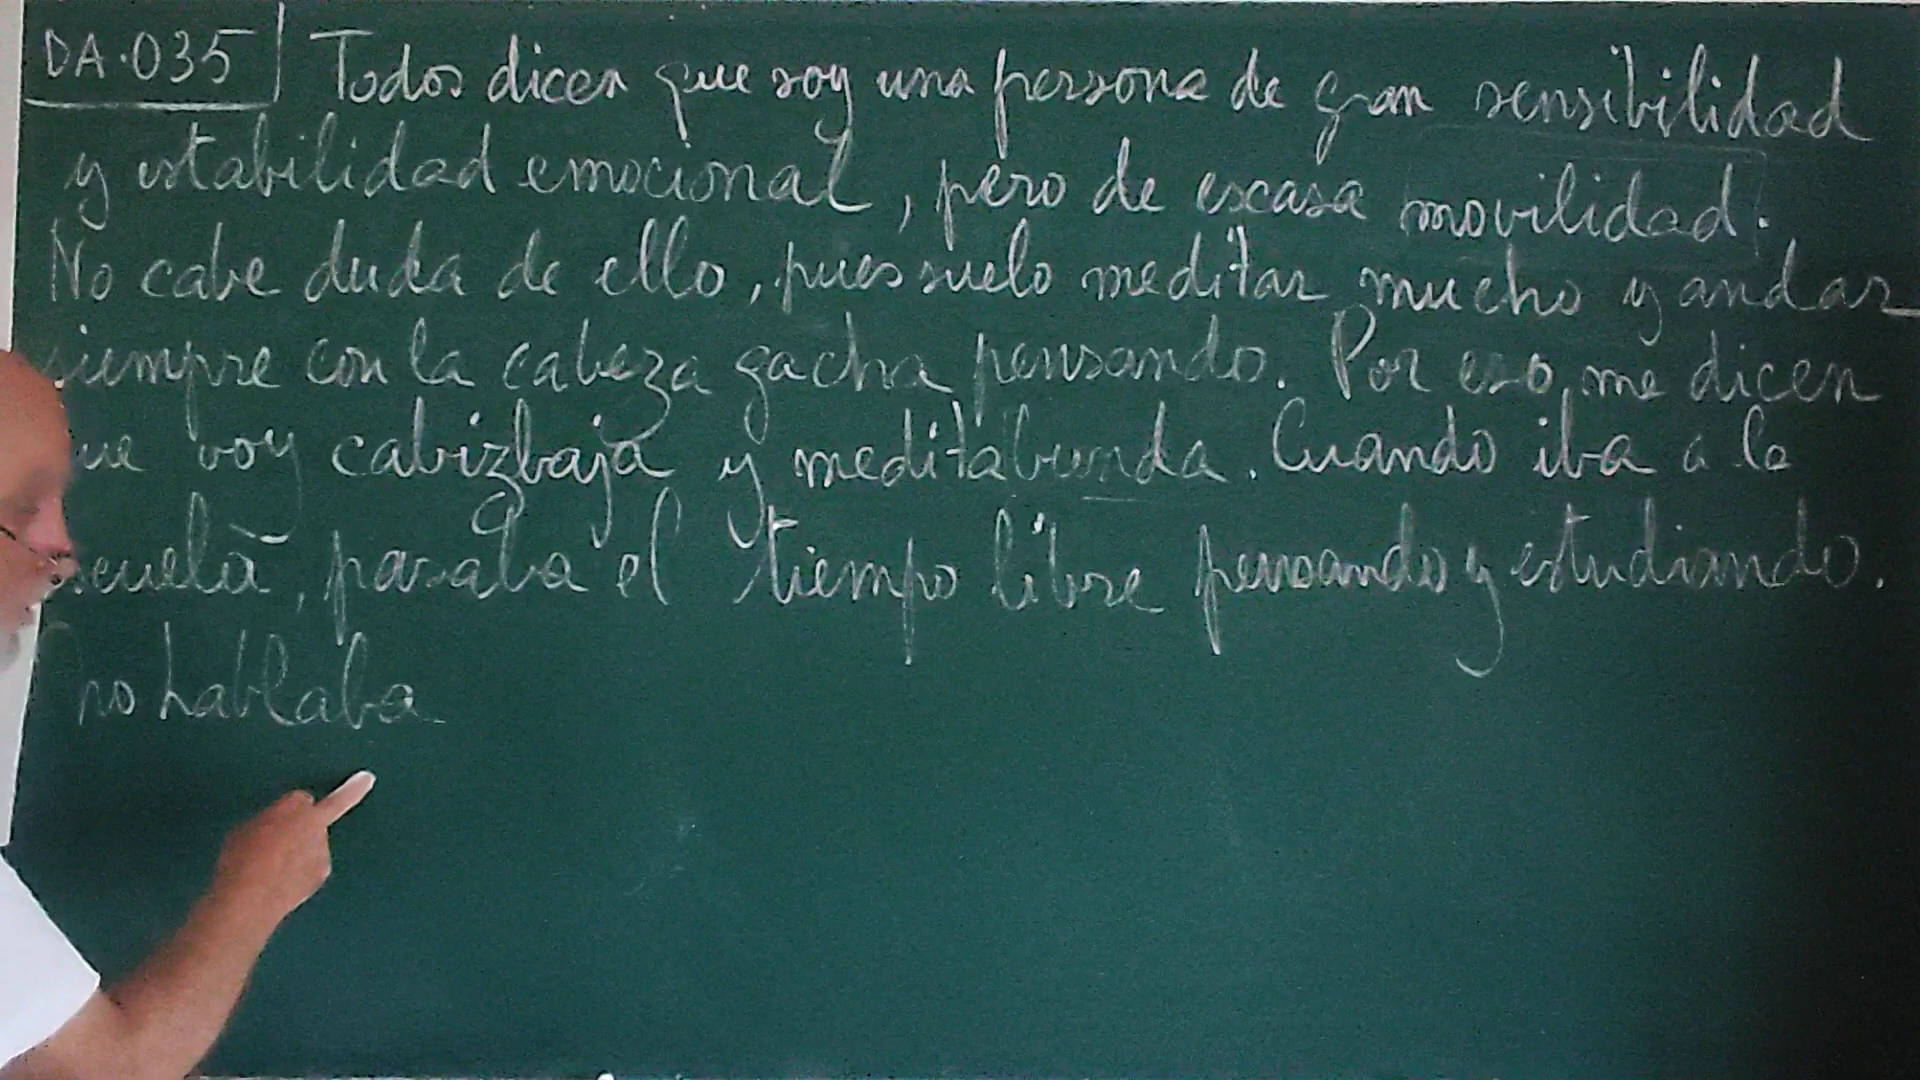 DA.035 Todos dicen que soy una persona de gran sensibilidad
y estabilidad emocional, pero de escasa movilidad.
No cabe duda de ello, pues suelo meditar mucho y andar
siempre con la cabeza gacha pensando. Por eso, me dicen
que voy cabizbaja y meditabunda. Cuando iba a la
escuela, pasaba el tiempo libre pensando y estudiando.
no hablaba